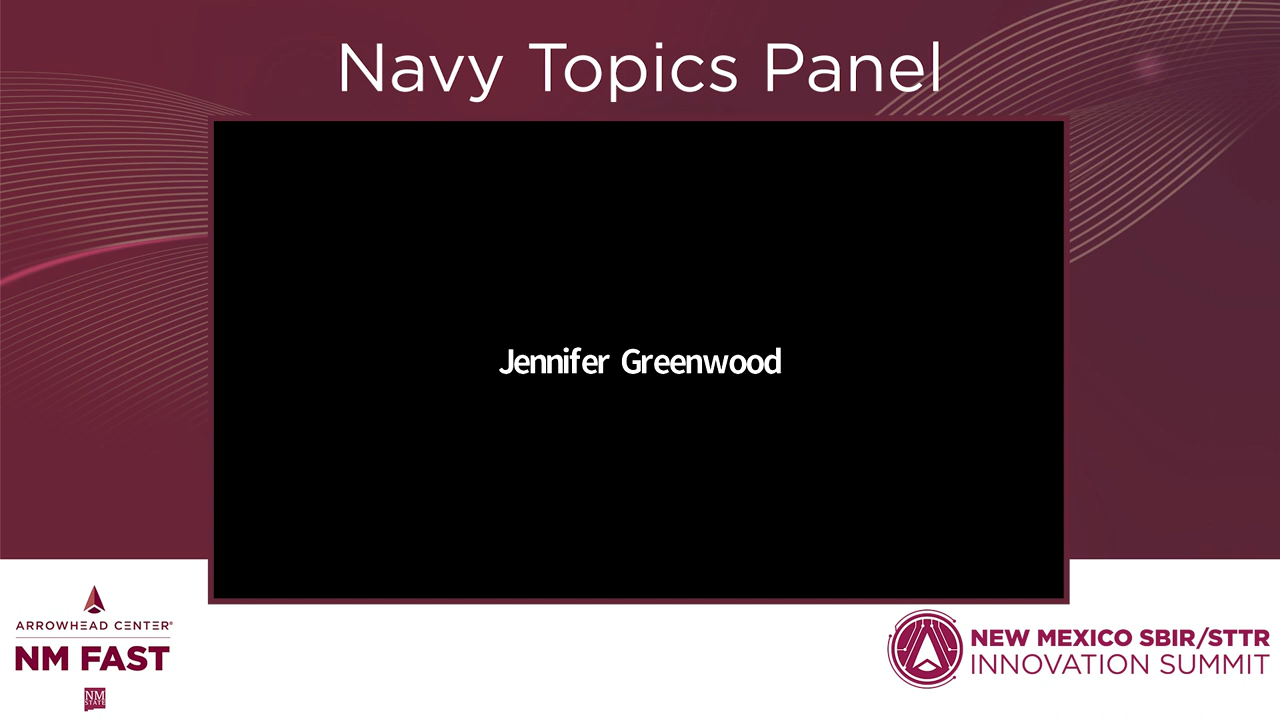 Navy Topics Panel
Jennifer Greenwood
ARROWHEAD CENTER®
NM FAST
NM
STATE
NEW MEXICO SBIR/STTR
INNOVATION SUMMIT